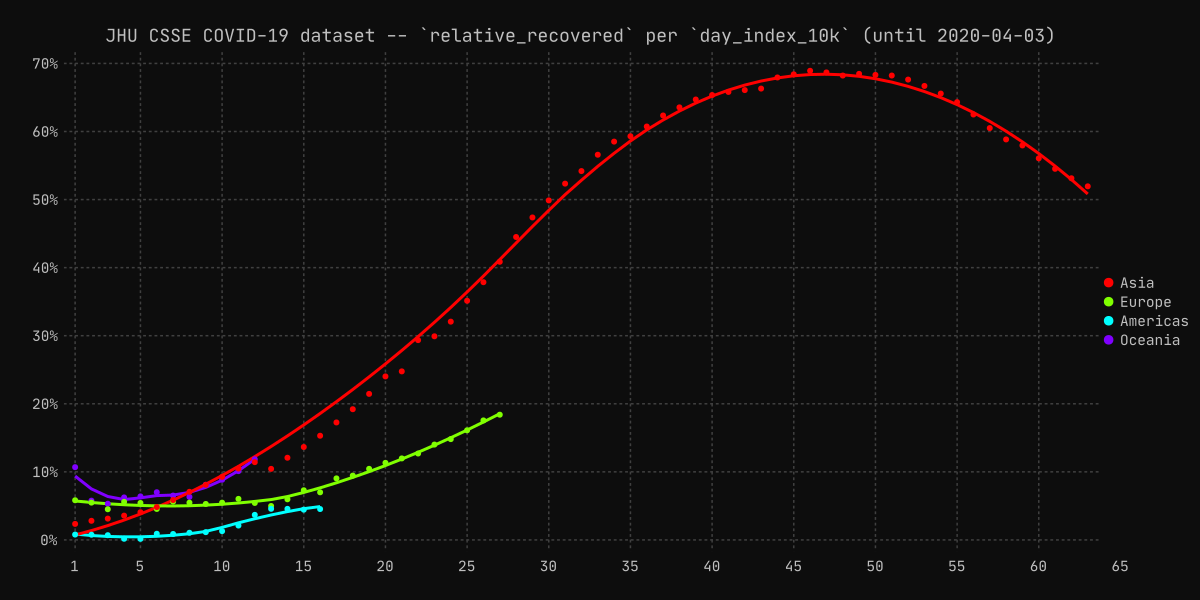 JHU CSSE COVID-19 dataset -- `relative_recovered` per `day_index_10k` (until 2020-04-03)
70%
60%
50%
40%
30%
20%
10%
0%
1 5 10 15 20 25 30 35 40 45 50 55 60 65
Asia
Europe
Americas
Oceania